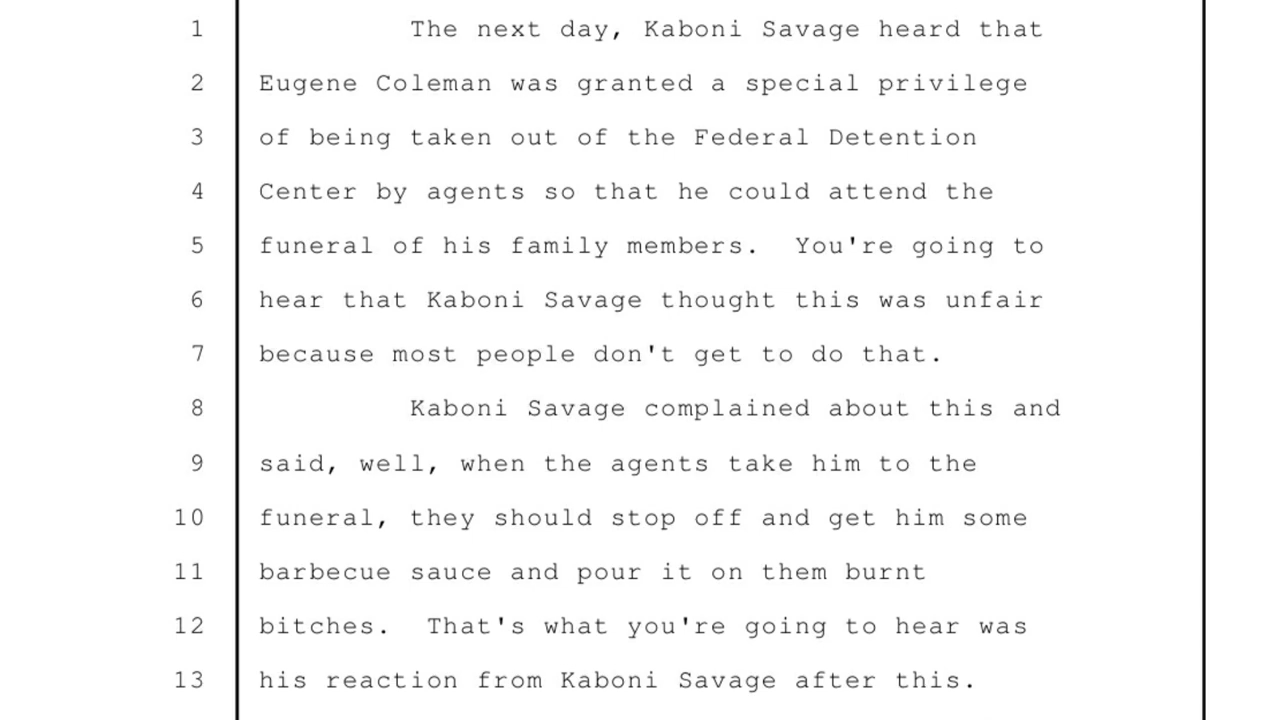 1 The next day, Kaboni Savage heard that
2 Eugene Coleman was granted a special privilege
3 of being taken out of the Federal Detention
4 Center by agents so that he could attend the
5 funeral of his family members.  You're going to
6 hear that Kaboni Savage thought this was unfair
7 because most people don't get to do that.
8 Kaboni Savage complained about this and
9 said, well, when the agents take him to the
10 funeral, they should stop off and get him some
11 barbecue sauce and pour it on them burnt
12 bitches.  That's what you're going to hear was
13 his reaction from Kaboni Savage after this.